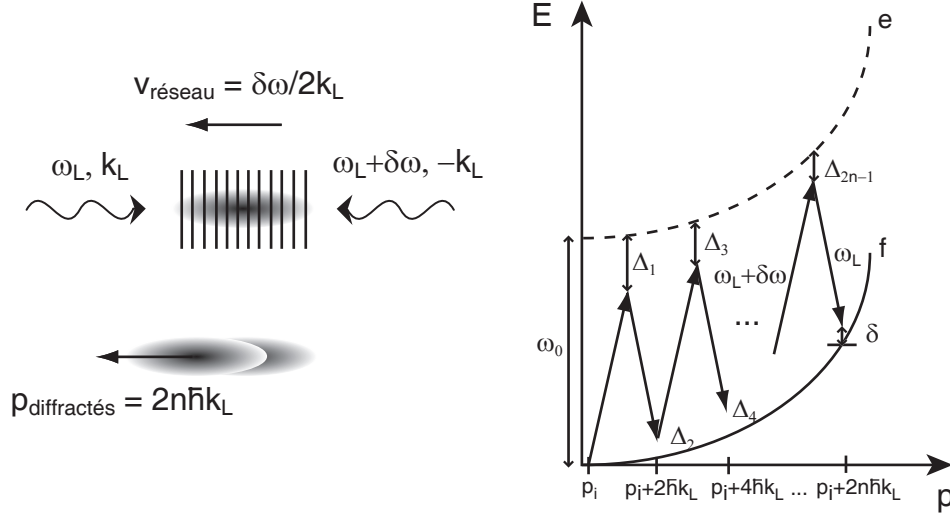 v_réseau = δω/2k_L
ω_L, k_L
ω_L+δω, −k_L
p_diffractés = 2nħk_L
E
e
Δ_2n−1
Δ_1
Δ_3
ω_L+δω
ω_L
f
...
ω_0
δ
Δ_4
Δ_2
p_i p_i+2ħk_L p_i+4ħk_L ... p_i+2nħk_L
p